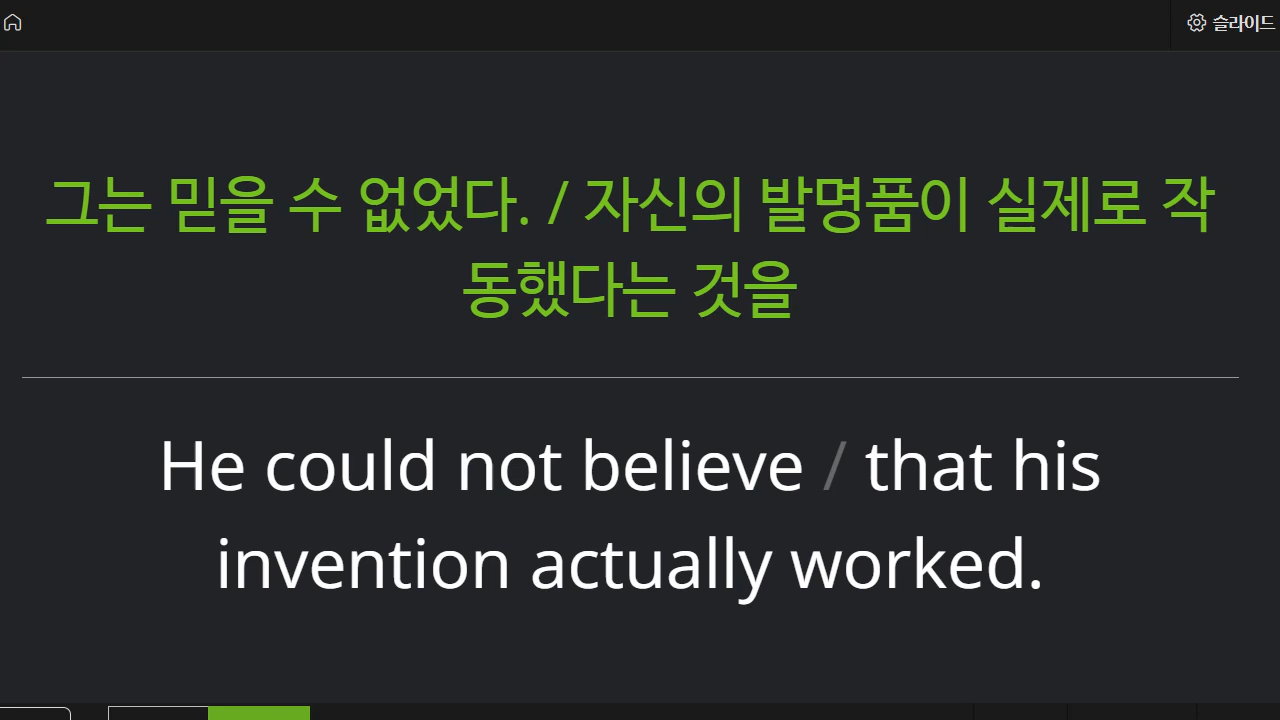 슬라이드
그는 믿을 수 없었다. / 자신의 발명품이 실제로 작
동했다는 것을
He could not believe / that his
invention actually worked.